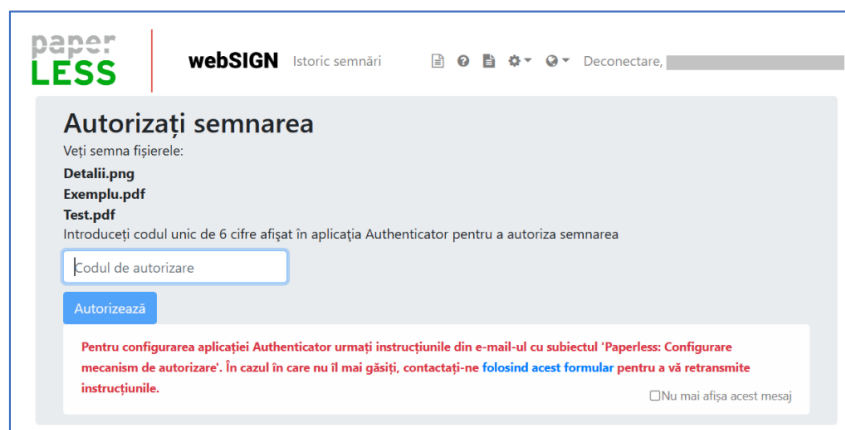 paper
LESS
webSIGN Istoric semnări Deconectare,
Autorizați semnarea
Veți semna fișierele:
Detalii.png
Exemplu.pdf
Test.pdf
Introduceți codul unic de 6 cifre afişat în aplicaţia Authenticator pentru a autoriza semnarea
Codul de autorizare
Autorizează
Pentru configurarea aplicației Authenticator urmați instrucțiunile din e-mail-ul cu subiectul 'Paperless: Configurare
mecanism de autorizare'. În cazul în care nu îl mai găsiți, contactați-ne folosind acest formular pentru a vă retransmite
instrucțiunile.
Nu mai afișa acest mesaj